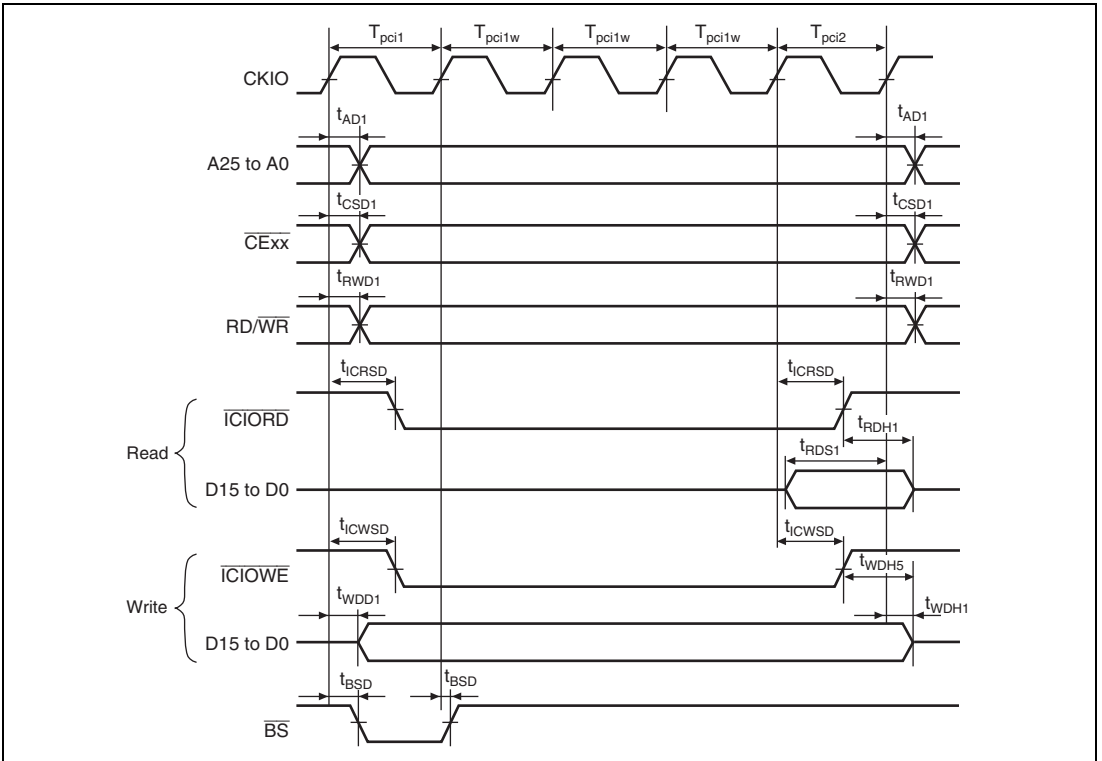 Tpci1 Tpci1w Tpci1w Tpci1w Tpci2
CKIO
tAD1 tAD1
A25 to A0
tCSD1 tCSD1
CExx
tRWD1 tRWD1
RD/WR
tICRSD tICRSD
ICIORD
tRDH1
Read
tRDS1
D15 to D0
tICWSD tICWSD
ICIOWE
tWDH5
Write
tWDD1 tWDH1
D15 to D0
tBSD tBSD
BS